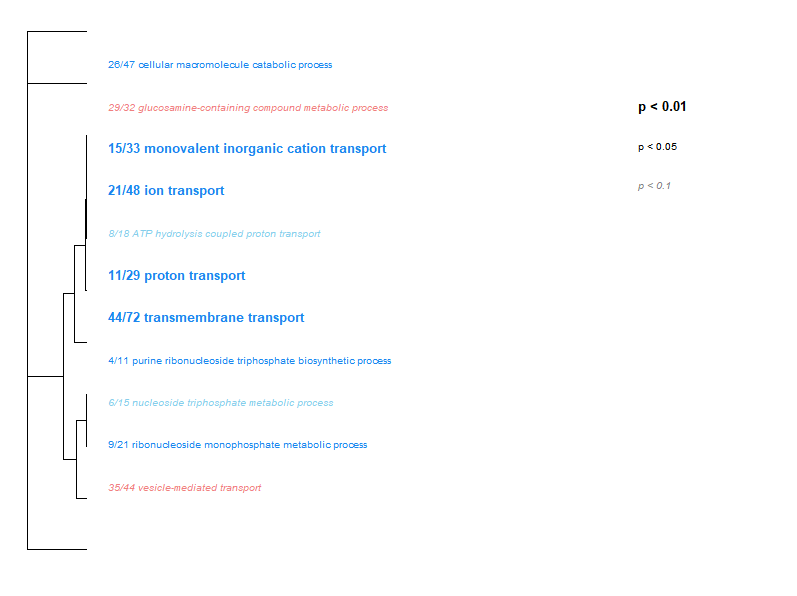 26/47 cellular macromolecule catabolic process
29/32 glucosamine-containing compound metabolic process
p < 0.01
15/33 monovalent inorganic cation transport
p < 0.05
21/48 ion transport
p < 0.1
8/18 ATP hydrolysis coupled proton transport
11/29 proton transport
44/72 transmembrane transport
4/11 purine ribonucleoside triphosphate biosynthetic process
6/15 nucleoside triphosphate metabolic process
9/21 ribonucleoside monophosphate metabolic process
35/44 vesicle-mediated transport